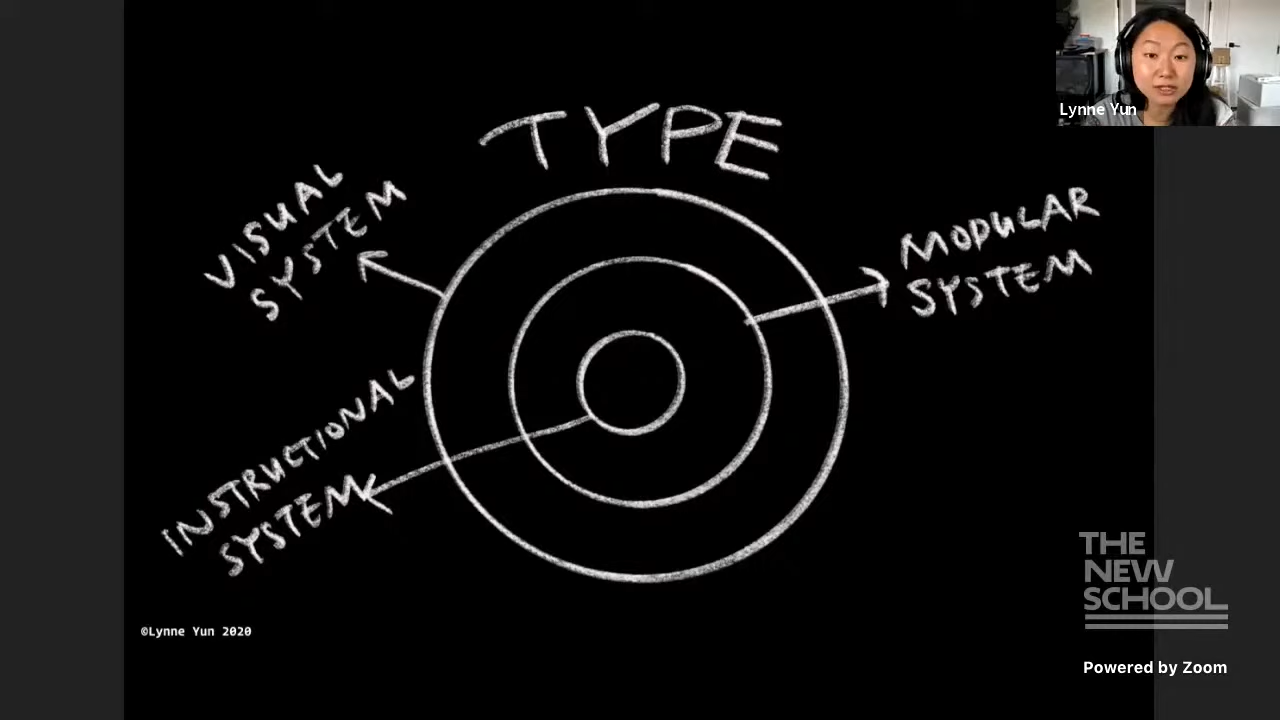 Lynne Yun
TYPE
VISUAL
SYSTEM
MODULAR
SYSTEM
INSTRUCTIONAL
SYSTEM
©Lynne Yun 2020
THE
NEW
SCHOOL
Powered by Zoom